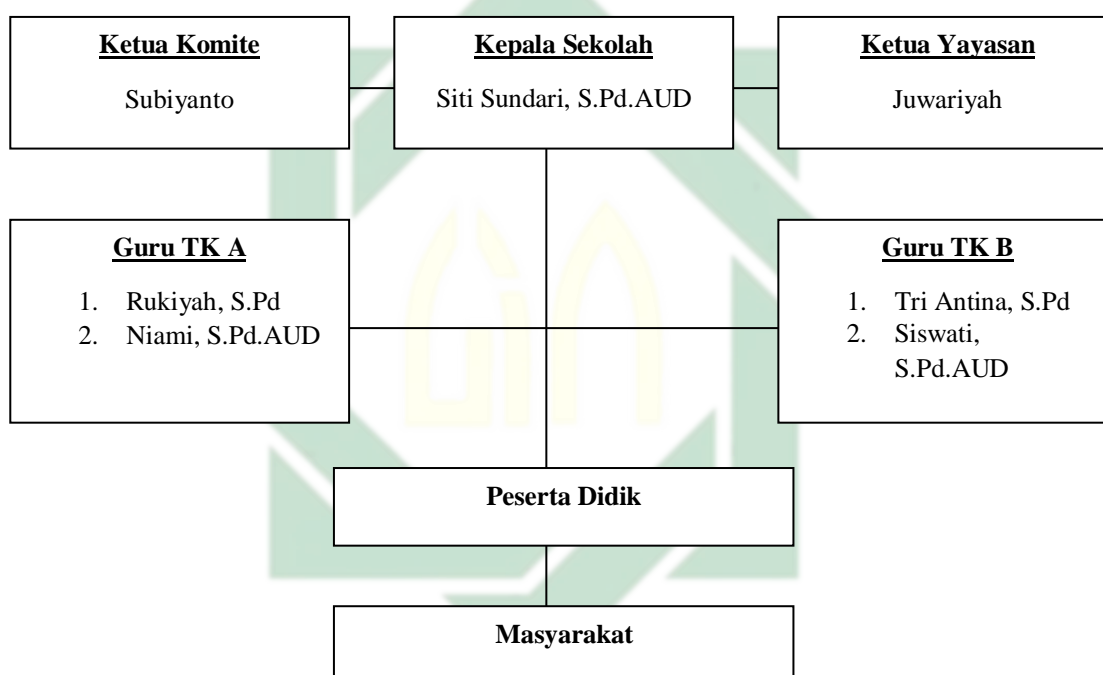 Ketua Komite
Subiyanto
Kepala Sekolah
Siti Sundari, S.Pd.AUD
Ketua Yayasan
Juwariyah
Guru TK A
1. Rukiyah, S.Pd
2. Niami, S.Pd.AUD
Guru TK B
1. Tri Antina, S.Pd
2. Siswati,
S.Pd.AUD
Peserta Didik
Masyarakat